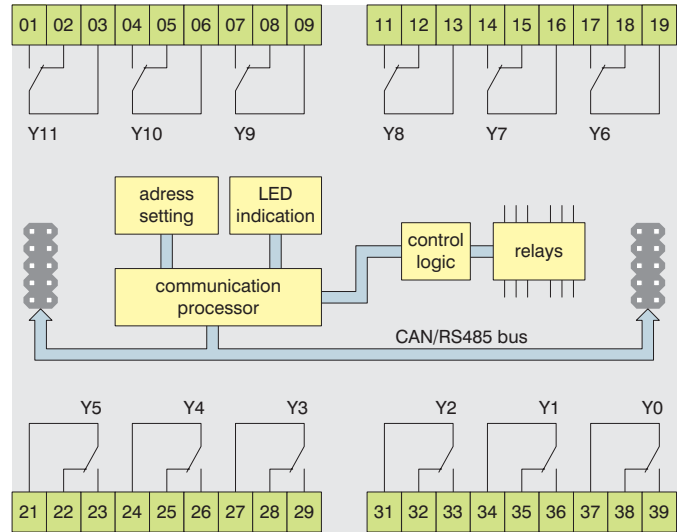 01 02 03 04 05 06 07 08 09 11 12 13 14 15 16 17 18 19
Y11 Y10 Y9 Y8 Y7 Y6
adress
setting
LED
indication
control
logic
relays
communication
processor
CAN/RS485 bus
Y5 Y4 Y3 Y2 Y1 Y0
21 22 23 24 25 26 27 28 29 31 32 33 34 35 36 37 38 39